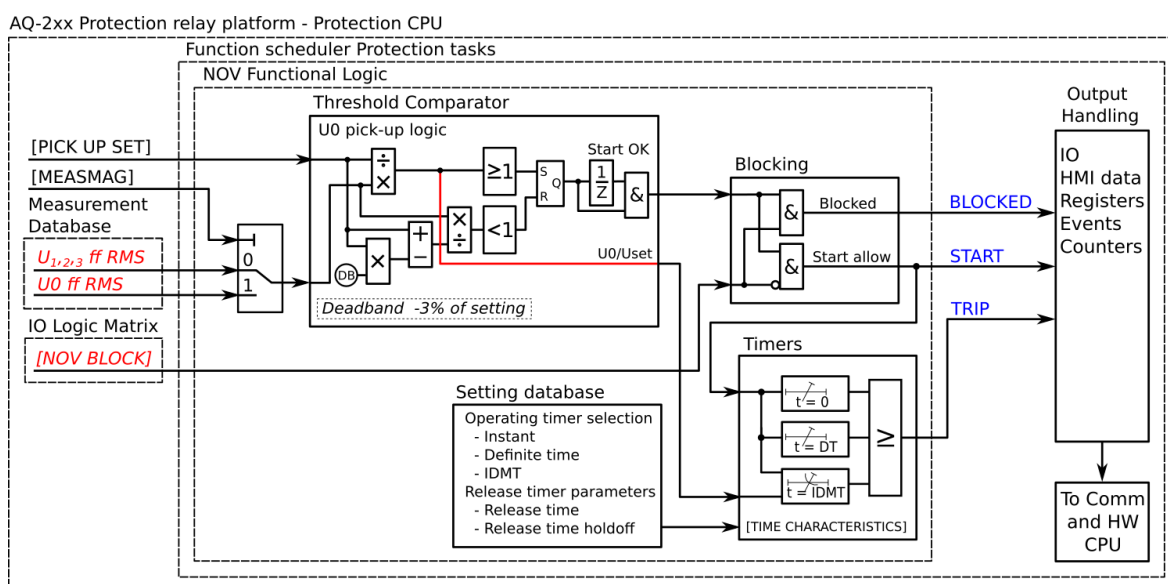 AQ-2xx Protection relay platform - Protection CPU
Function scheduler Protection tasks
NOV Functional Logic
Threshold Comparator
U0 pick-up logic
[PICK UP SET]
[MEASMAG]
Measurement
Database
U1,2,3 ff RMS
U0 ff RMS
IO Logic Matrix
[NOV BLOCK]
0
1
÷
×
≥1
S
Q
R
Start OK
1
Z
&
+
−
×
÷
<1
DB
×
U0/Uset
Deadband -3% of setting
Blocking
&
Blocked
&
Start allow
BLOCKED
START
TRIP
Output
Handling
IO
HMI data
Registers
Events
Counters
To Comm
and HW
CPU
Setting database
Operating timer selection
- Instant
- Definite time
- IDMT
Release timer parameters
- Release time
- Release time holdoff
Timers
t = 0
t = DT
t = IDMT
≥
[TIME CHARACTERISTICS]